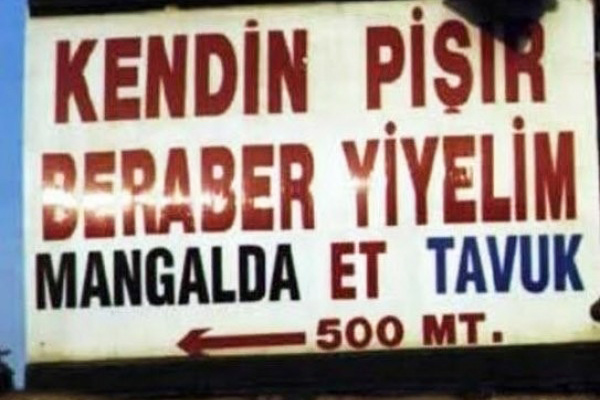 KENDİN PİŞİR
BERABER YİYELİM
MANGALDA ET TAVUK
500 MT.